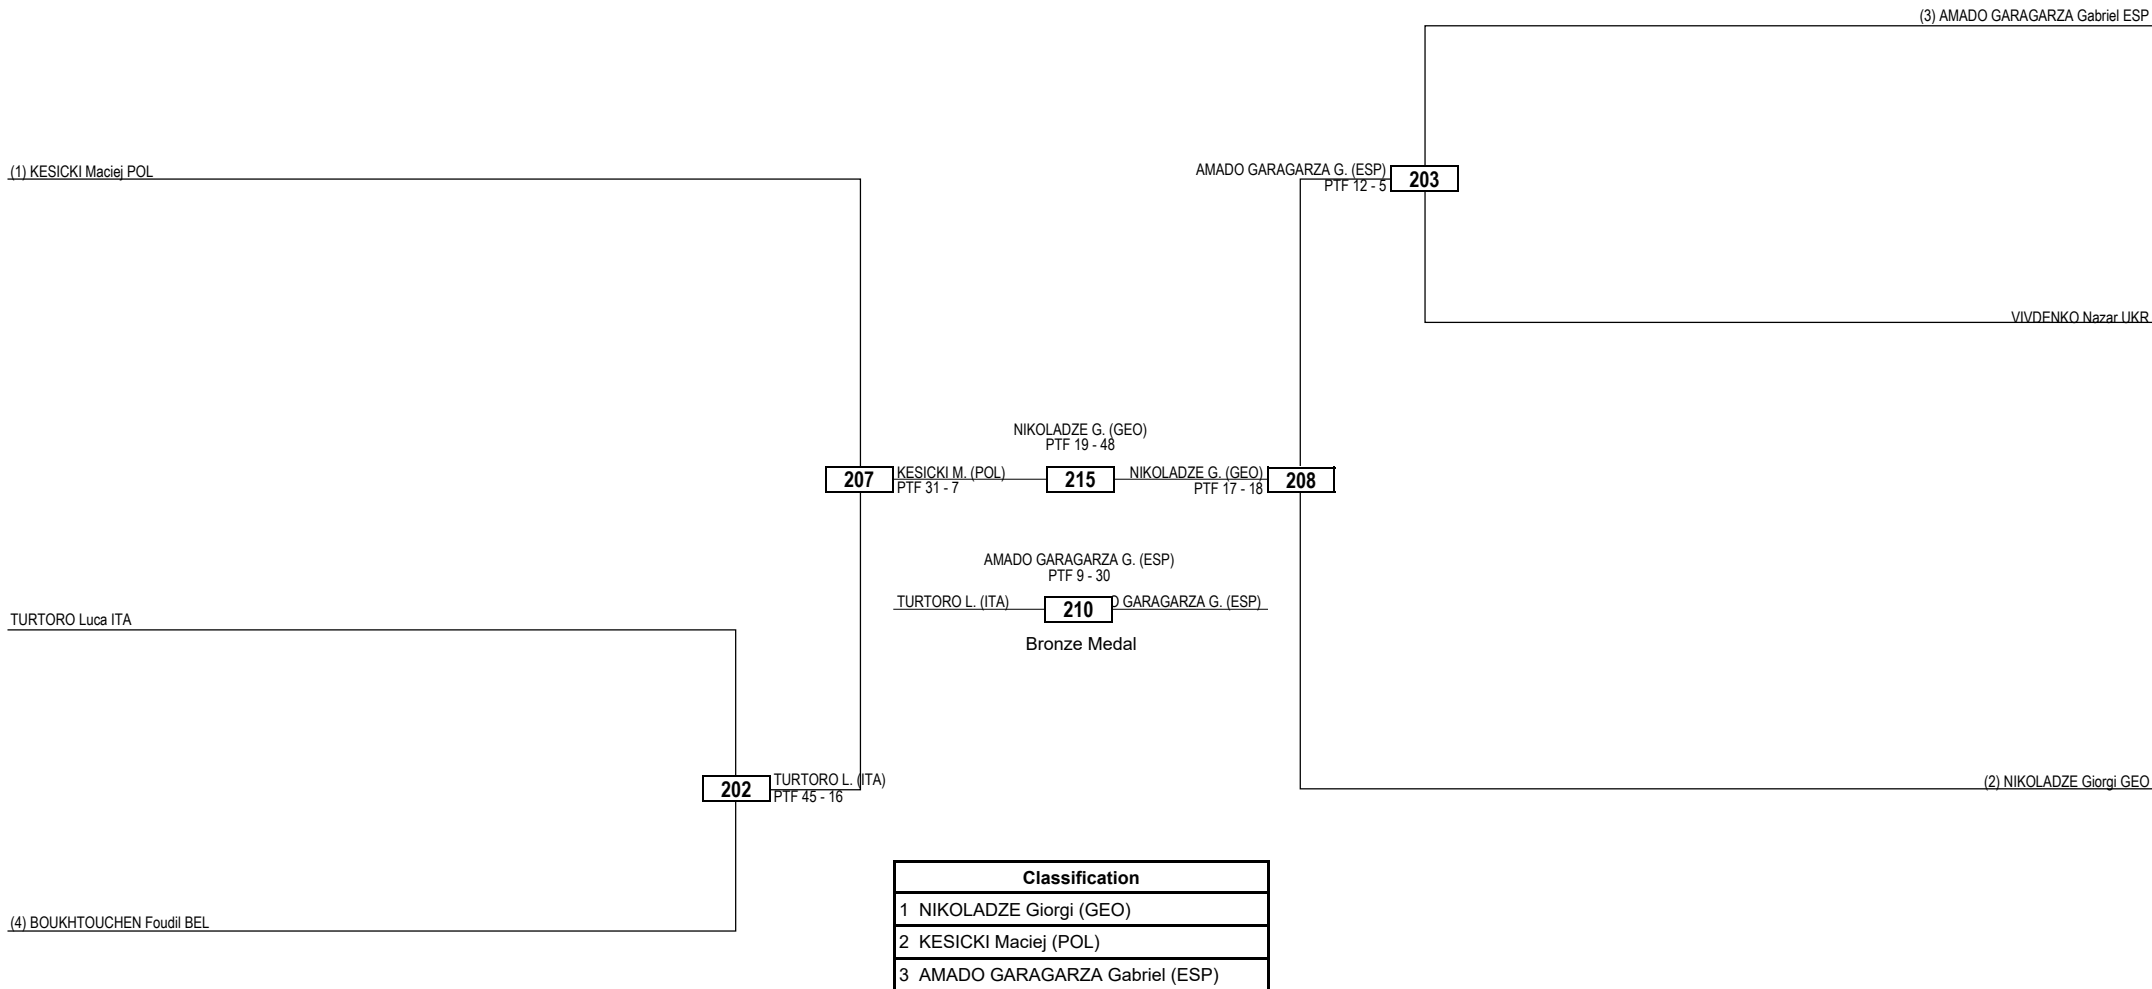 (3) AMADO GARAGARZA Gabriel ESP
(1) KESICKI Maciej POL
AMADO GARAGARZA G. (ESP)
PTF 12 - 5
203
VIVDENKO Nazar UKR
NIKOLADZE G. (GEO)
PTF 19 - 48
207
KESICKI M. (POL)
PTF 31 - 7
215
NIKOLADZE G. (GEO)
PTF 17 - 18
208
AMADO GARAGARZA G. (ESP)
PTF 9 - 30
TURTORO L. (ITA)
210
GARAGARZA G. (ESP)
Bronze Medal
TURTORO Luca ITA
202
TURTORO L. (ITA)
PTF 45 - 16
(2) NIKOLADZE Giorgi GEO
(4) BOUKHTOUCHEN Foudil BEL
Classification
1 NIKOLADZE Giorgi (GEO)
2 KESICKI Maciej (POL)
3 AMADO GARAGARZA Gabriel (ESP)